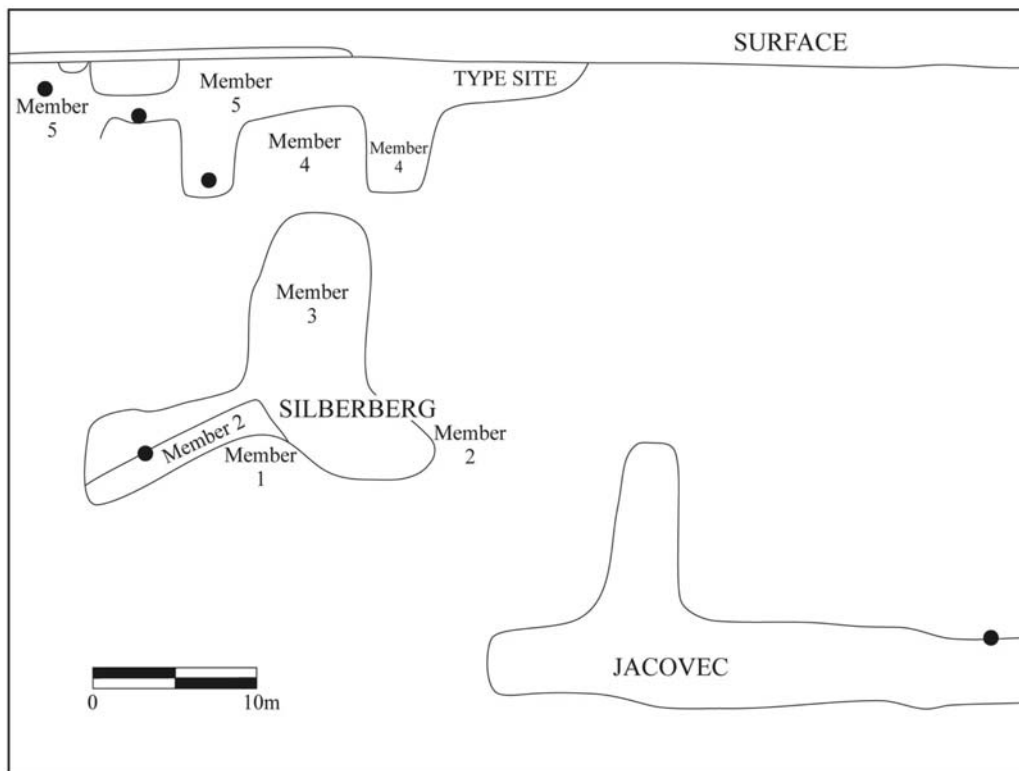 SURFACE
TYPE SITE
Member
5
Member
5
Member
4
Member
4
Member
3
SILBERBERG
Member 2
Member
1
Member
2
JACOVEC
0
10m